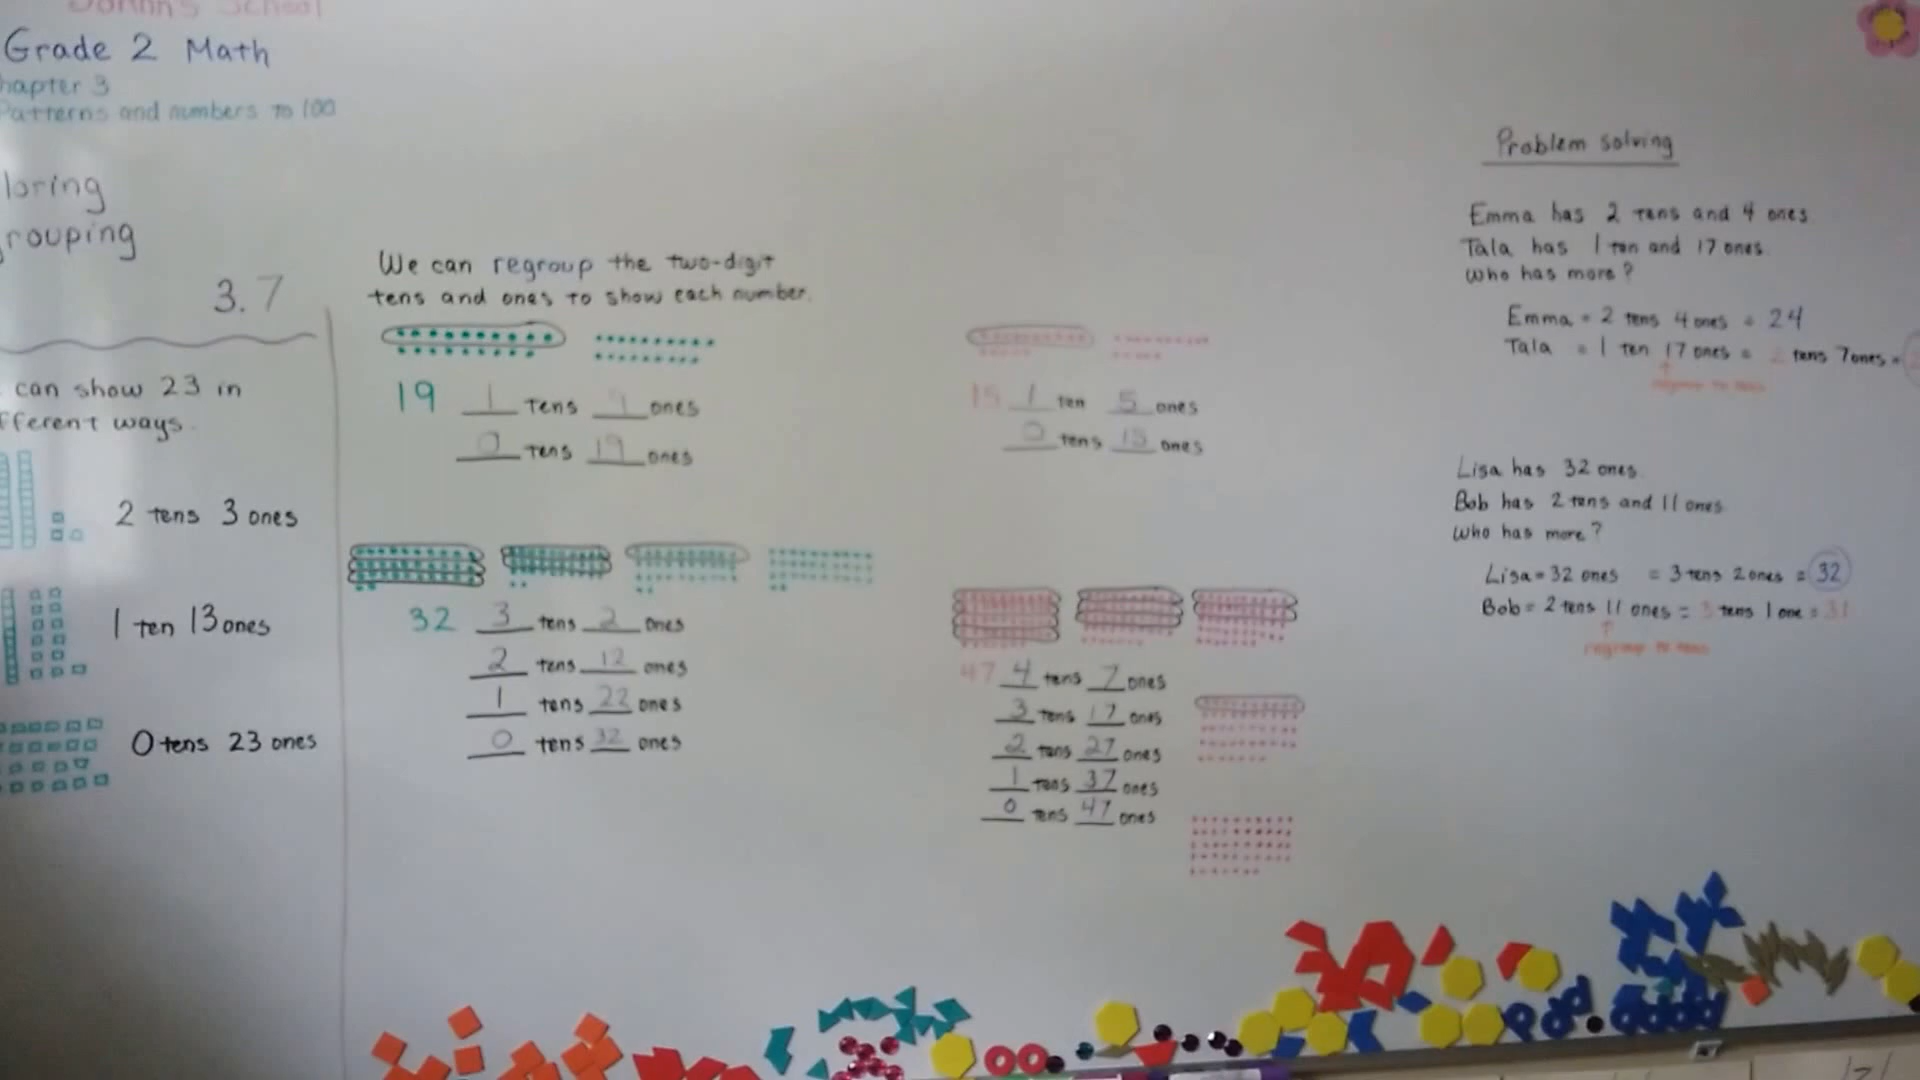 School
Grade 2 Math
hapter 3
Patterns and numbers to 100
loring
rouping
3.7
can show 23 in
fferent ways.
2 tens 3 ones
1 ten 13 ones
0 tens 23 ones
We can regroup the two-digit
tens and ones to show each number.
19 1 tens 9 ones
0 tens 19 ones
32 3 tens 2 ones
2 tens 12 ones
1 tens 22 ones
0 tens 32 ones
15 1 ten 5 ones
0 tens 15 ones
47 4 tens 7 ones
3 tens 17 ones
2 tens 27 ones
1 tens 37 ones
0 tens 47 ones
Problem solving
Emma has 2 tens and 4 ones.
Tala has 1 ten and 17 ones.
Who has more?
Emma = 2 tens 4 ones = 24
Tala = 1 ten 17 ones = 2 tens 7 ones =
regroup to tens
Lisa has 32 ones.
Bob has 2 tens and 11 ones
Who has more?
Lisa = 32 ones = 3 tens 2 ones = 32
Bob = 2 tens 11 ones = 3 tens 1 one = 31
regroup to tens